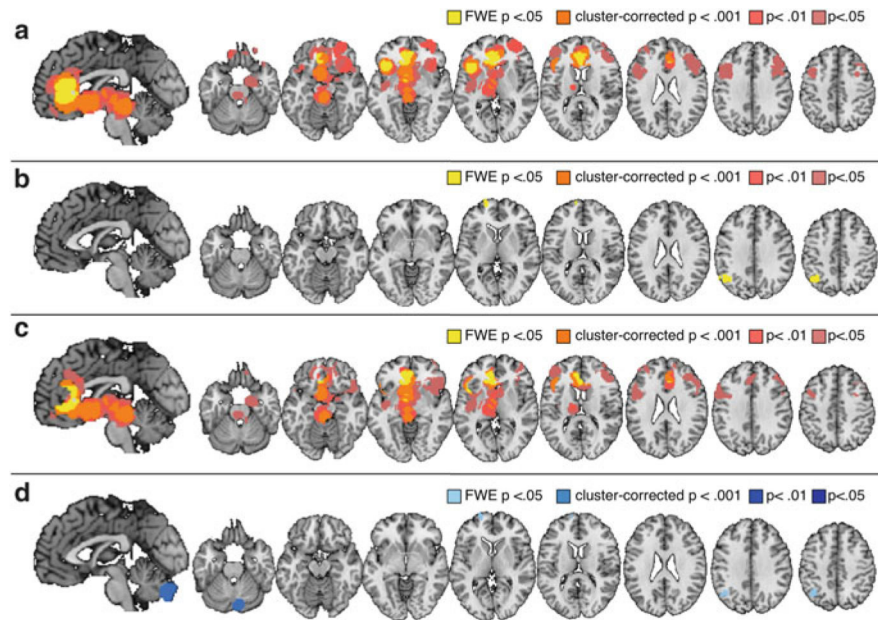 a
FWE p <.05 cluster-corrected p < .001 p< .01 p<.05
b
FWE p <.05 cluster-corrected p < .001 p< .01 p<.05
c
FWE p <.05 cluster-corrected p < .001 p< .01 p<.05
d
FWE p <.05 cluster-corrected p < .001 p< .01 p<.05